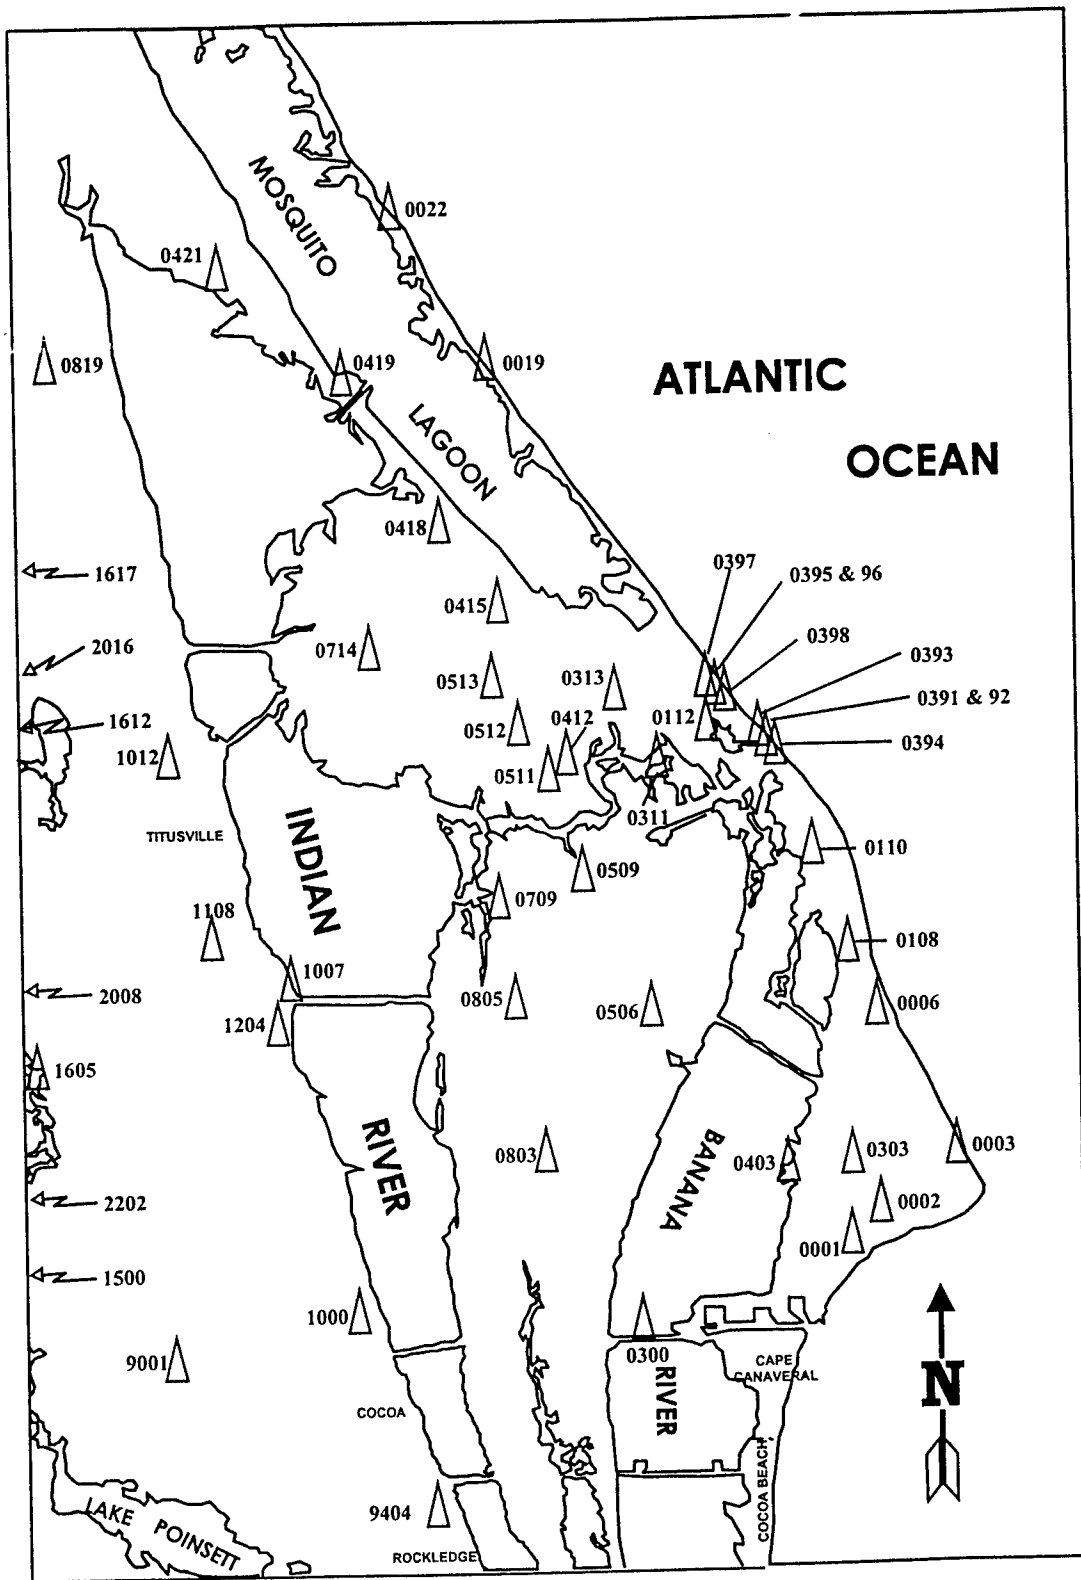 MOSQUITO
0022
0421
0819
0419
0019
ATLANTIC
LAGOON
OCEAN
0418
1617
0397
0395 & 96
0415
0398
2016
0714
0393
0513
0313
0391 & 92
1612
0512
0412
0112
0394
1012
0511
INDIAN
0311
TITUSVILLE
0110
0509
0709
1108
0108
1007
2008
0805
0506
0006
1204
1605
RIVER
BANANA
0803
0403
0303
0003
2202
0002
0001
1500
1000
9001
0300
CAPE
CANAVERAL
RIVER
N
COCOA
COCOA BEACH
LAKE POINSETT
9404
ROCKLEDGE